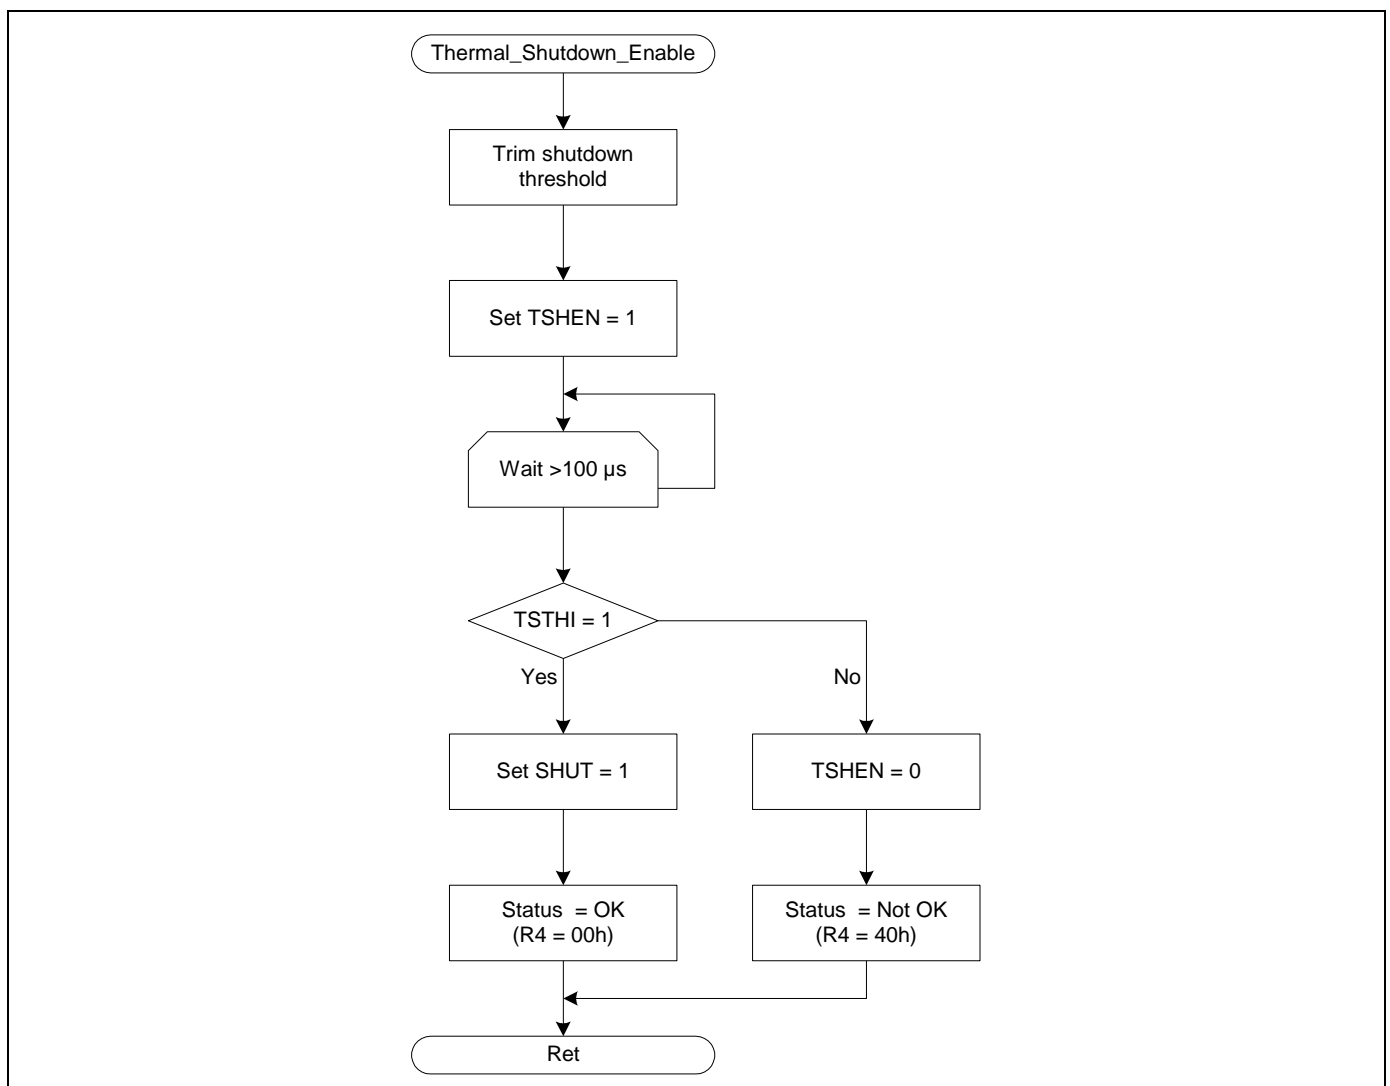 Thermal_Shutdown_Enable
Trim shutdown
threshold
Set TSHEN = 1
Wait >100 µs
TSTHI = 1
Yes
No
Set SHUT = 1
TSHEN = 0
Status = OK
(R4 = 00h)
Status = Not OK
(R4 = 40h)
Ret